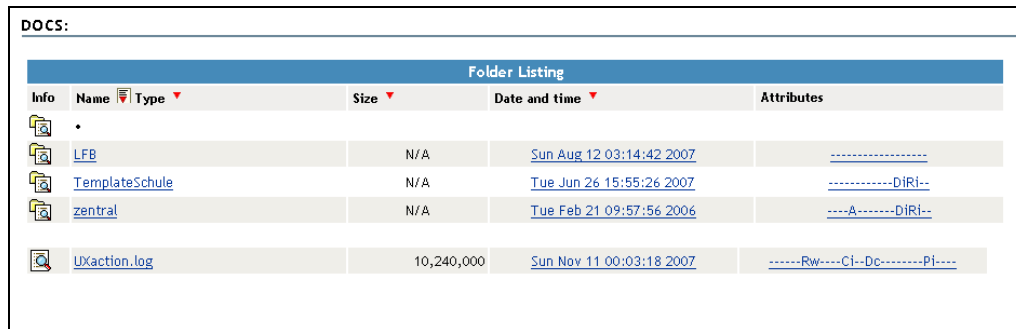 DOCS:
Folder Listing
Info Name Type Size Date and time Attributes
.
LFB N/A Sun Aug 12 03:14:42 2007 -----------------
TemplateSchule N/A Tue Jun 26 15:55:26 2007 ------------DiRi--
zentral N/A Tue Feb 21 09:57:56 2006 ----A-------DiRi--
UXaction.log 10,240,000 Sun Nov 11 00:03:18 2007 ------Rw----Ci--Dc--------Pi----